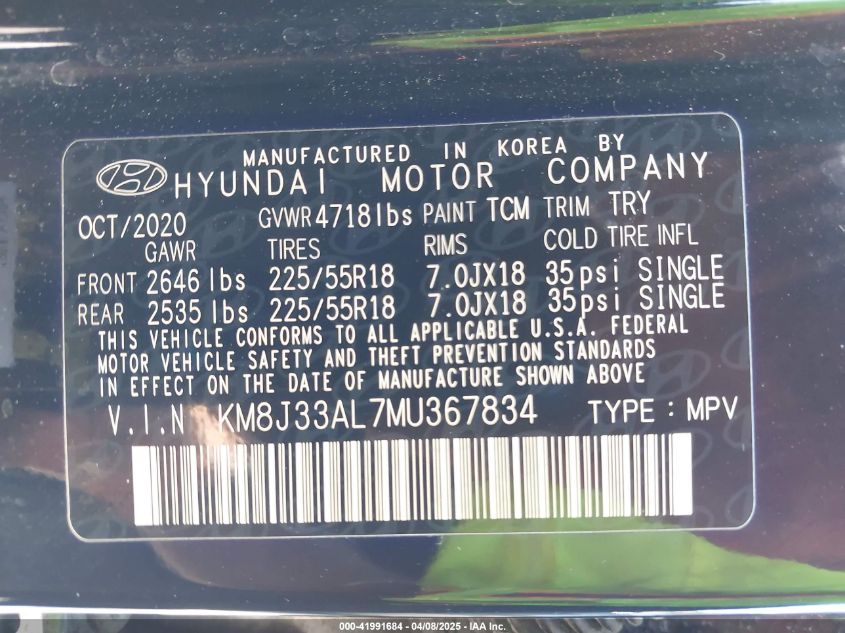 MANUFACTURED IN KOREA BY
HYUNDAI MOTOR COMPANY
OCT/2020 GVWR 4718lbs PAINT TCM TRIM TRY
GAWR TIRES RIMS COLD TIRE INFL
FRONT 2646 lbs 225/55R18 7.0JX18 35psi SINGLE
REAR 2535 lbs 225/55R18 7.0JX18 35psi SINGLE
THIS VEHICLE CONFORMS TO ALL APPLICABLE U.S.A. FEDERAL
MOTOR VEHICLE SAFETY AND THEFT PREVENTION STANDARDS
IN EFFECT ON THE DATE OF MANUFACTURE SHOWN ABOVE
V.I.N KM8J33AL7MU367834 TYPE : MPV
000-41991684 - 04/08/2025 - IAA Inc.